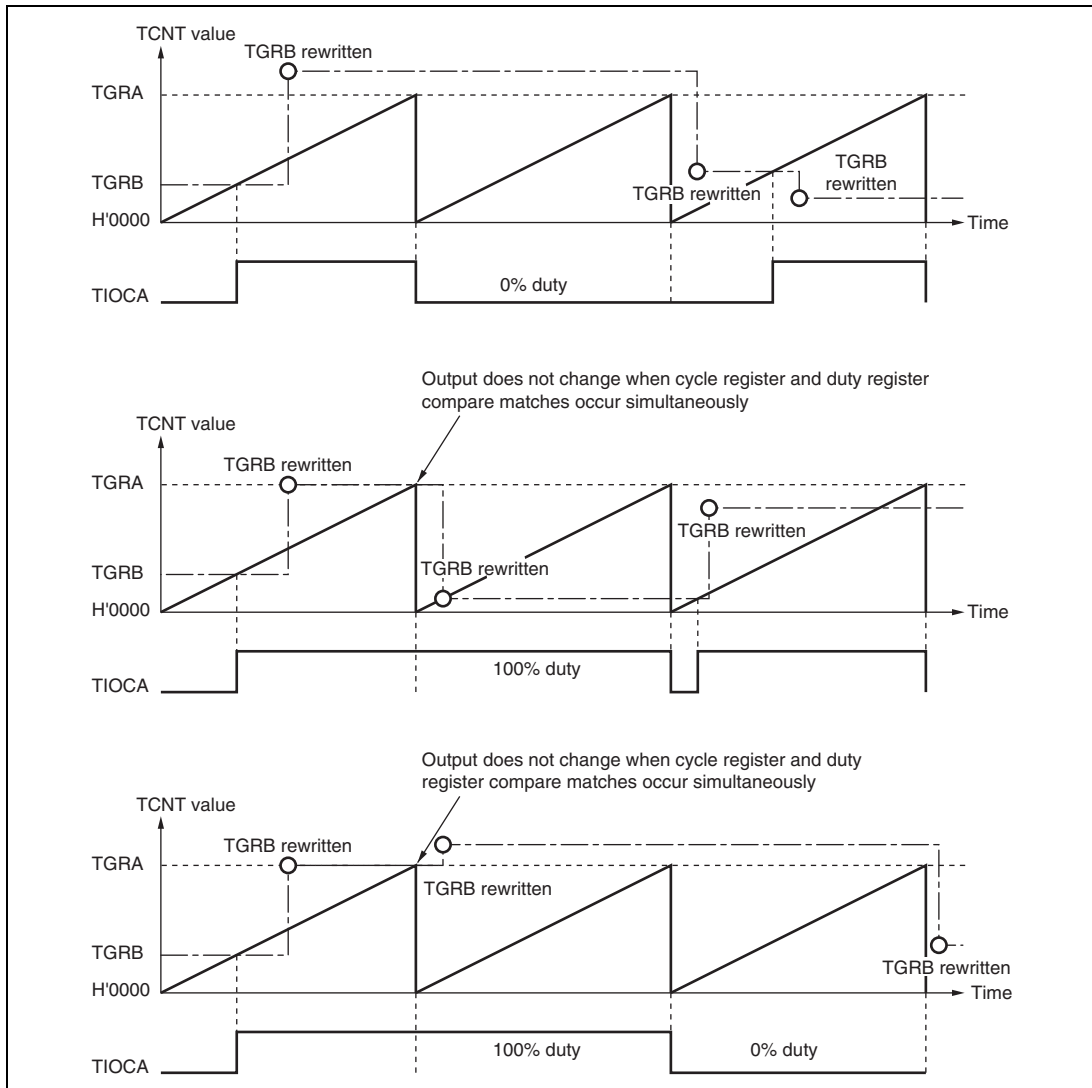 TCNT value
TGRB rewritten
TGRA
TGRB
TGRB rewritten
TGRB
rewritten
H'0000
Time
TIOCA
0% duty
Output does not change when cycle register and duty register
compare matches occur simultaneously
TCNT value
TGRB rewritten
TGRA
TGRB rewritten
TGRB
TGRB rewritten
H'0000
Time
TIOCA
100% duty
Output does not change when cycle register and duty
register compare matches occur simultaneously
TCNT value
TGRB rewritten
TGRA
TGRB rewritten
TGRB
TGRB rewritten
H'0000
Time
TIOCA
100% duty
0% duty